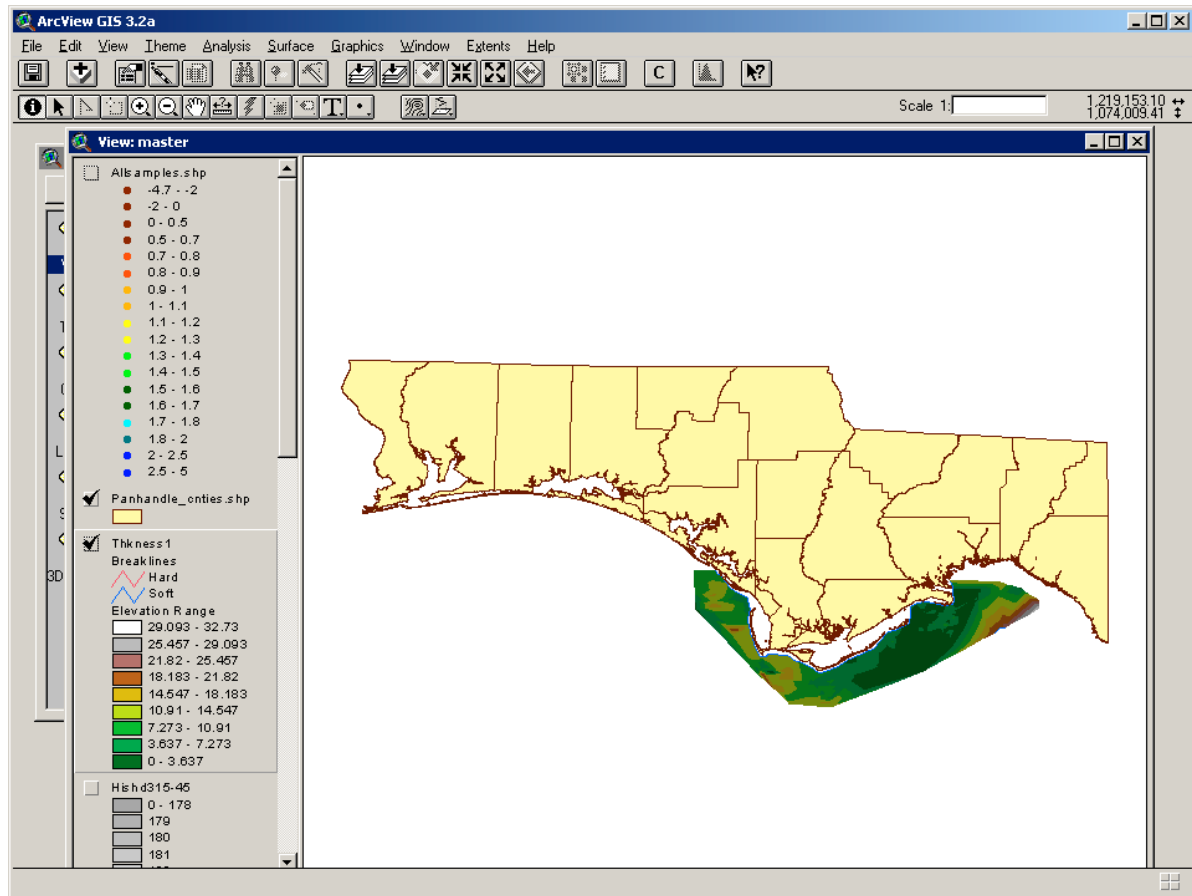 ArcView GIS 3.2a
File Edit View Theme Analysis Surface Graphics Window Extents Help
C
?
T
Scale 1:
1,219,153.10
1,074,009.41
View: master
Allsamples.shp
-4.7 - -2
-2 - 0
0 - 0.5
0.5 - 0.7
0.7 - 0.8
0.8 - 0.9
0.9 - 1
1 - 1.1
1.1 - 1.2
1.2 - 1.3
1.3 - 1.4
1.4 - 1.5
1.5 - 1.6
1.6 - 1.7
1.7 - 1.8
1.8 - 2
2 - 2.5
2.5 - 5
Panhandle_cnties.shp
Thkness1
Breaklines
Hard
Soft
Elevation Range
29.093 - 32.73
25.457 - 29.093
21.82 - 25.457
18.183 - 21.82
14.547 - 18.183
10.91 - 14.547
7.273 - 10.91
3.637 - 7.273
0 - 3.637
3D
Hishd315-45
0 - 178
179
180
181